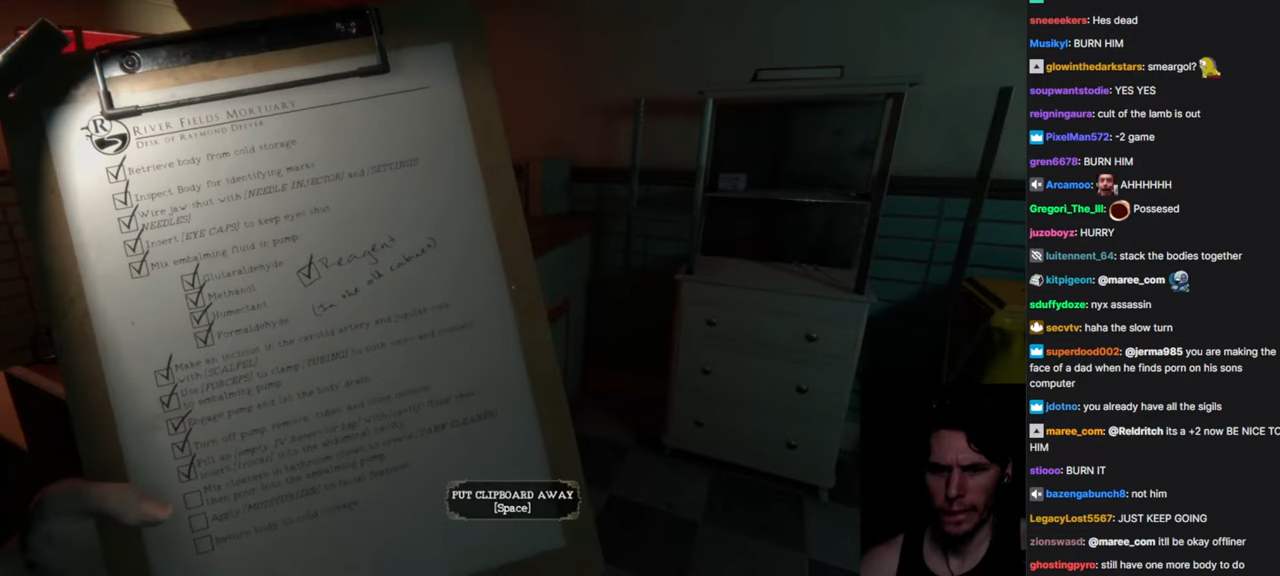 RIVER FIELDS MORTUARY
DESK OF RAYMOND DELVER
Retrieve body from cold storage
Inspect Body for identifying marks
Wire jaw shut with [NEEDLE INJECTOR] and [SETTINGS
NEEDLES]
Insert [EYE CAPS] to keep eyes shut
Mix embalming fluid in pump
Glutaraldehyde
Methanol
Humectant
Formaldehyde
Reagent
(In the old cabinet)
Make an incision in the carotid artery and jugular vein
with [SCALPEL]
Use [FORCEPS] to clamp [TUBING] to both veins and
to embalming pump
Engage pump and let the body drain
Turn off pump, remove tubes and close incisions
Fill an [empty IV Reservoir bag] with [cavity fluid] then
insert [trocar] into the abdominal cavity
Mix cleaners in bathroom closet to create [TANK CLEANER]
then pour into the embalming pump
Apply [MOISTURIZER] to facial features
Return body to cold storage
PUT CLIPBOARD AWAY
[Space]
sneeeekers: Hes dead
Musikyl: BURN HIM
glowinthedarkstars: smeargol?
soupwantstodie: YES YES
reigningaura: cult of the lamb is out
PixelMan572: -2 game
gren6678: BURN HIM
Arcamoo: AHHHHHH
Gregori_The_III: Possesed
juzoboyz: HURRY
luitennent_64: stack the bodies together
kitpigeon: @maree_com
sduffydoze: nyx assassin
secvtv: haha the slow turn
superdood002: @jerma985 you are making the
face of a dad when he finds porn on his sons
computer
jdotno: you already have all the sigils
maree_com: @Reldritch its a +2 now BE NICE TO
HIM
stiooo: BURN IT
bazengabunch8: not him
LegacyLost5567: JUST KEEP GOING
zionswasd: @maree_com itll be okay offliner
ghostingpyro: still have one more body to do